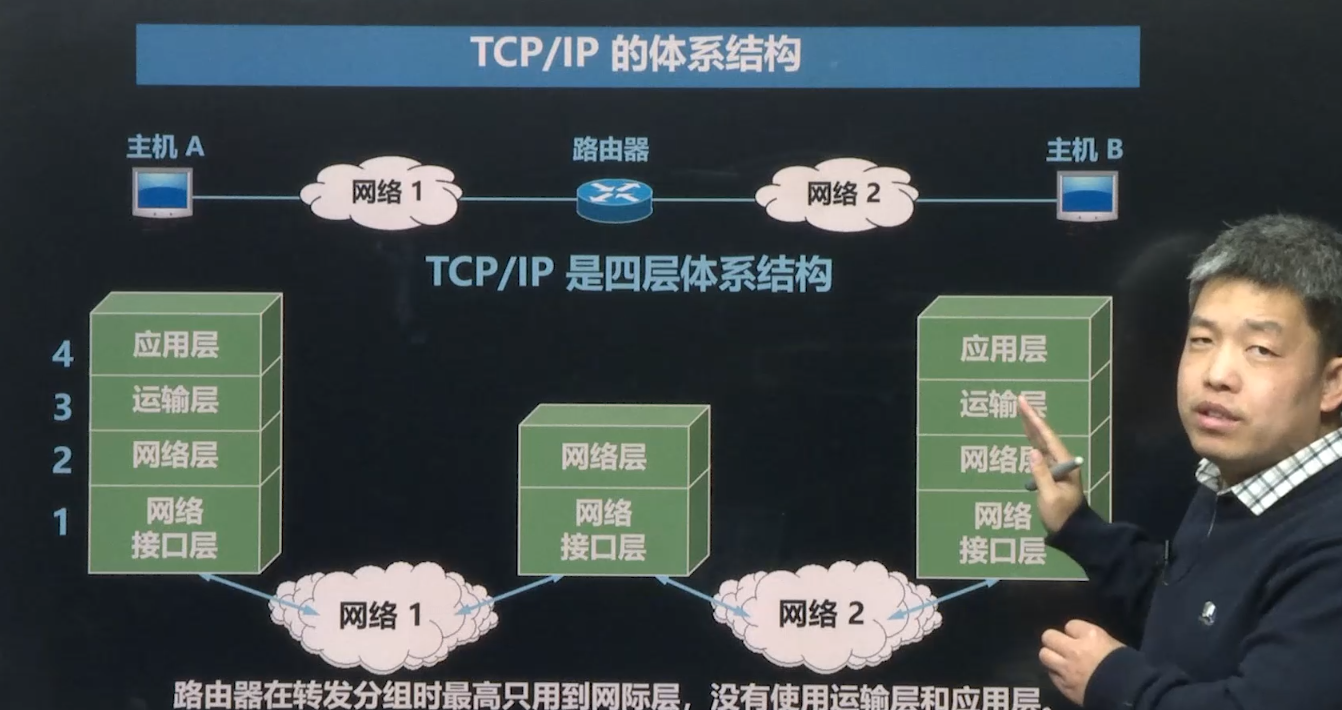 TCP/IP 的体系结构
主机 A
路由器
主机 B
网络 1
网络 2
TCP/IP 是四层体系结构
4
应用层
应用层
3
运输层
运输层
2
网络层
网络层
网络层
1
网络
接口层
网络
接口层
网络
接口层
网络 1
网络 2
路由器在转发分组时最高只用到网际层，没有使用运输层和应用层。